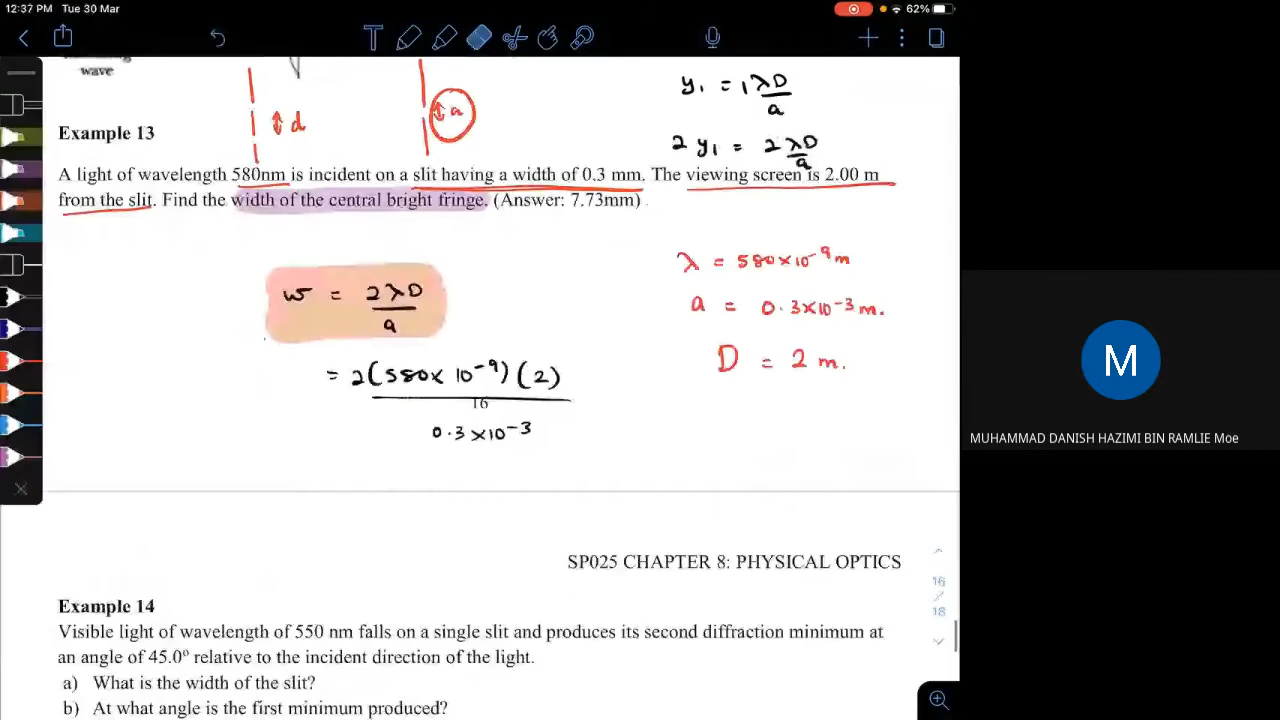 12:37 PM Tue 30 Mar
62%
wave
d
a
y₁ = 1λD/a
2 y₁ = 2λD/a
Example 13
A light of wavelength 580nm is incident on a slit having a width of 0.3 mm. The viewing screen is 2.00 m
from the slit. Find the width of the central bright fringe. (Answer: 7.73mm)
w = 2λD/a
= 2(580×10⁻⁹)(2)
16
0.3×10⁻³
λ = 580×10⁻⁹m
a = 0.3×10⁻³m.
D = 2 m.
M
MUHAMMAD DANISH HAZIMI BIN RAMLIE Moe
SP025 CHAPTER 8: PHYSICAL OPTICS
16
/
18
Example 14
Visible light of wavelength of 550 nm falls on a single slit and produces its second diffraction minimum at
an angle of 45.0° relative to the incident direction of the light.
a) What is the width of the slit?
b) At what angle is the first minimum produced?